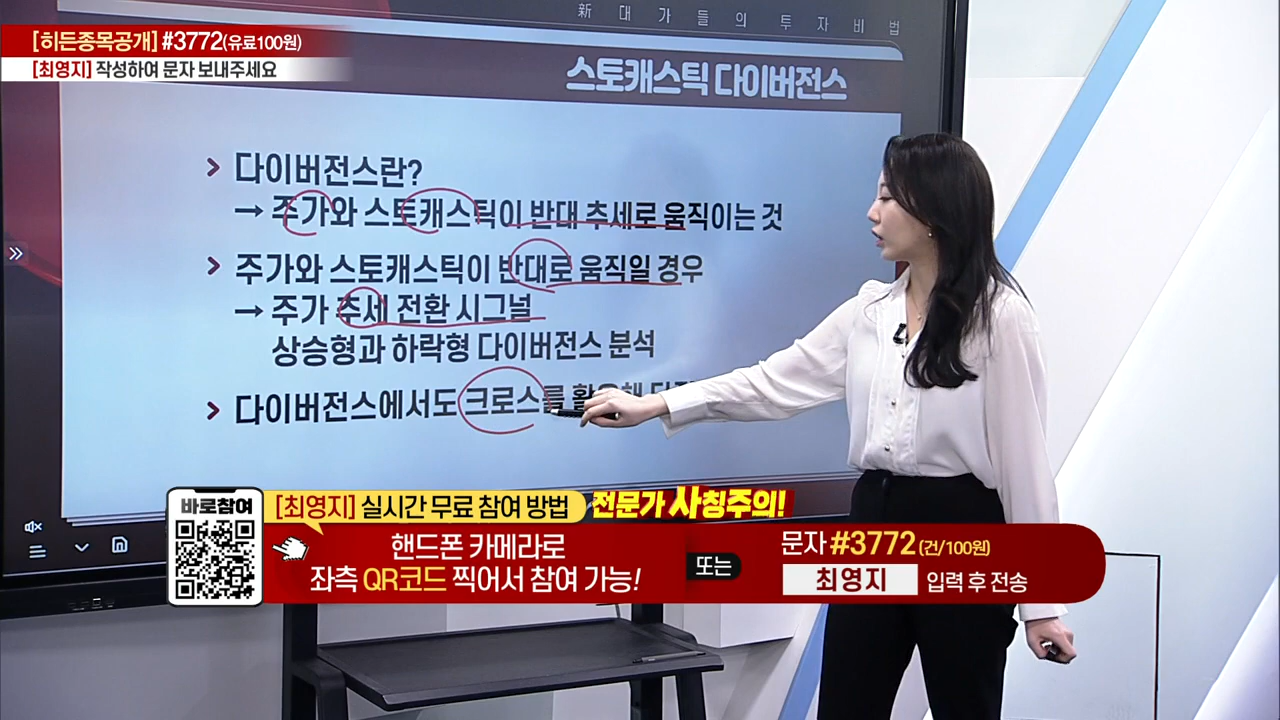 新대가들의투자비법
[히든종목공개] #3772(유료100원)
[최영지] 작성하여 문자 보내주세요
스토캐스틱 다이버전스
> 다이버전스란?
→ 주가와 스토캐스틱이 반대 추세로 움직이는 것
> 주가와 스토캐스틱이 반대로 움직일 경우
→ 주가 추세 전환 시그널
상승형과 하락형 다이버전스 분석
> 다이버전스에서도 크로스를
바로참여
[최영지] 실시간 무료 참여 방법
전문가 사칭주의!
핸드폰 카메라로
좌측 QR코드 찍어서 참여 가능!
또는
문자 #3772 (건/100원)
최영지 입력 후 전송